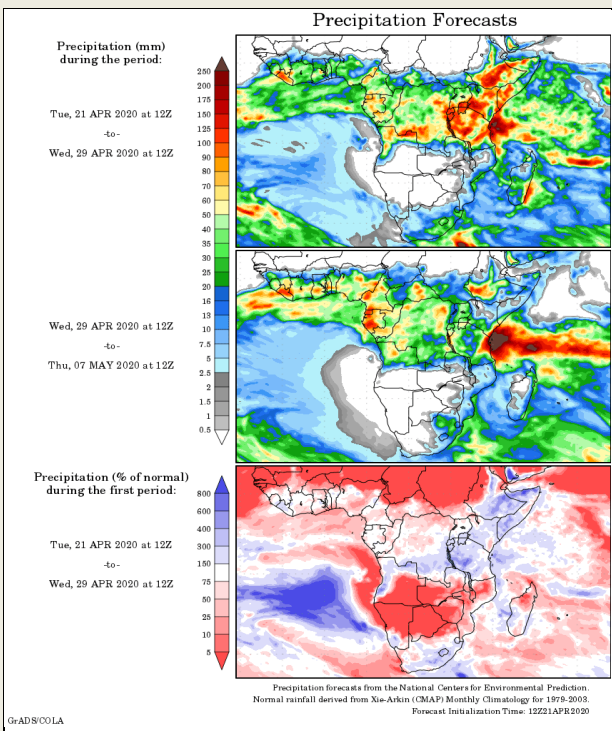 Precipitation Forecasts
Precipitation (mm)
during the period:
Tue, 21 APR 2020 at 12Z
-to-
Wed, 29 APR 2020 at 12Z
250
200
175
150
125
100
90
80
70
60
50
40
35
30
25
20
16
13
10
7.5
5
2.5
2
1.5
1
0.5
Wed, 29 APR 2020 at 12Z
-to-
Thu, 07 MAY 2020 at 12Z
Precipitation (% of normal)
during the first period:
Tue, 21 APR 2020 at 12Z
-to-
Wed, 29 APR 2020 at 12Z
800
600
400
300
150
75
50
25
10
5
Precipitation forecasts from the National Centers for Environmental Prediction.
Normal rainfall derived from Xie-Arkin (CMAP) Monthly Climatology for 1979-2003.
Forecast Initialization Time: 12Z21APR2020
GrADS/COLA